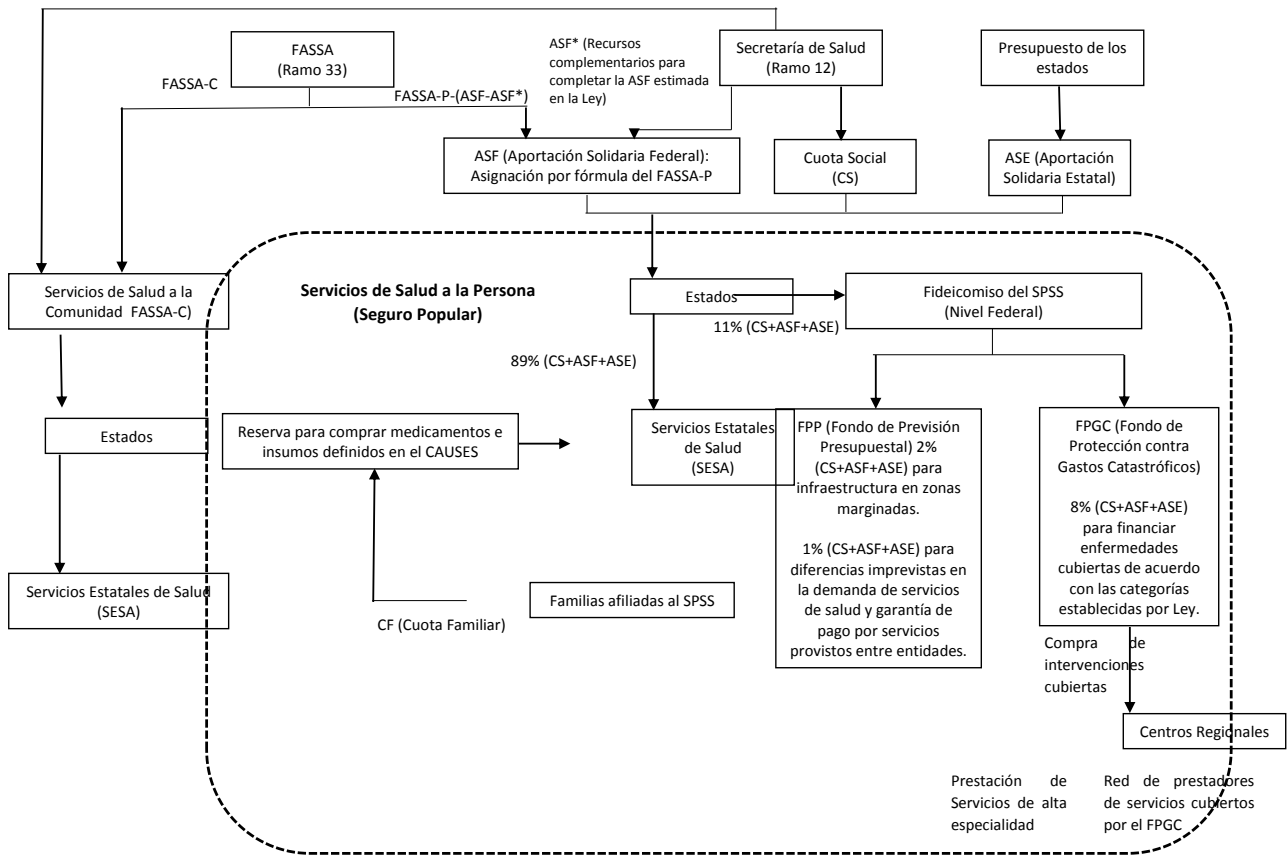 FASSA
(Ramo 33)
ASF* (Recursos
complementarios para
completar la ASF estimada
en la Ley)
Secretaría de Salud
(Ramo 12)
Presupuesto de los
estados
FASSA-C
FASSA-P-(ASF-ASF*)
ASF (Aportación Solidaria Federal):
Asignación por fórmula del FASSA-P
Cuota Social
(CS)
ASE (Aportación
Solidaria Estatal)
Servicios de Salud a la
Comunidad FASSA-C)
Servicios de Salud a la Persona
(Seguro Popular)
Estados
Fideicomiso del SPSS
(Nivel Federal)
11% (CS+ASF+ASE)
89% (CS+ASF+ASE)
Estados
Reserva para comprar medicamentos e
insumos definidos en el CAUSES
Servicios Estatales
de Salud
(SESA)
FPP (Fondo de Previsión
Presupuestal) 2%
(CS+ASF+ASE) para
infraestructura en zonas
marginadas.
1% (CS+ASF+ASE) para
diferencias imprevistas en
la demanda de servicios
de salud y garantía de
pago por servicios
provistos entre entidades.
FPGC (Fondo de
Protección contra
Gastos Catastróficos)
8% (CS+ASF+ASE)
para financiar
enfermedades
cubiertas de acuerdo
con las categorías
establecidas por Ley.
Servicios Estatales de Salud
(SESA)
Familias afiliadas al SPSS
CF (Cuota Familiar)
Compra de
intervenciones
cubiertas
Centros Regionales
Prestación de
Servicios de alta
especialidad
Red de prestadores
de servicios cubiertos
por el FPGC